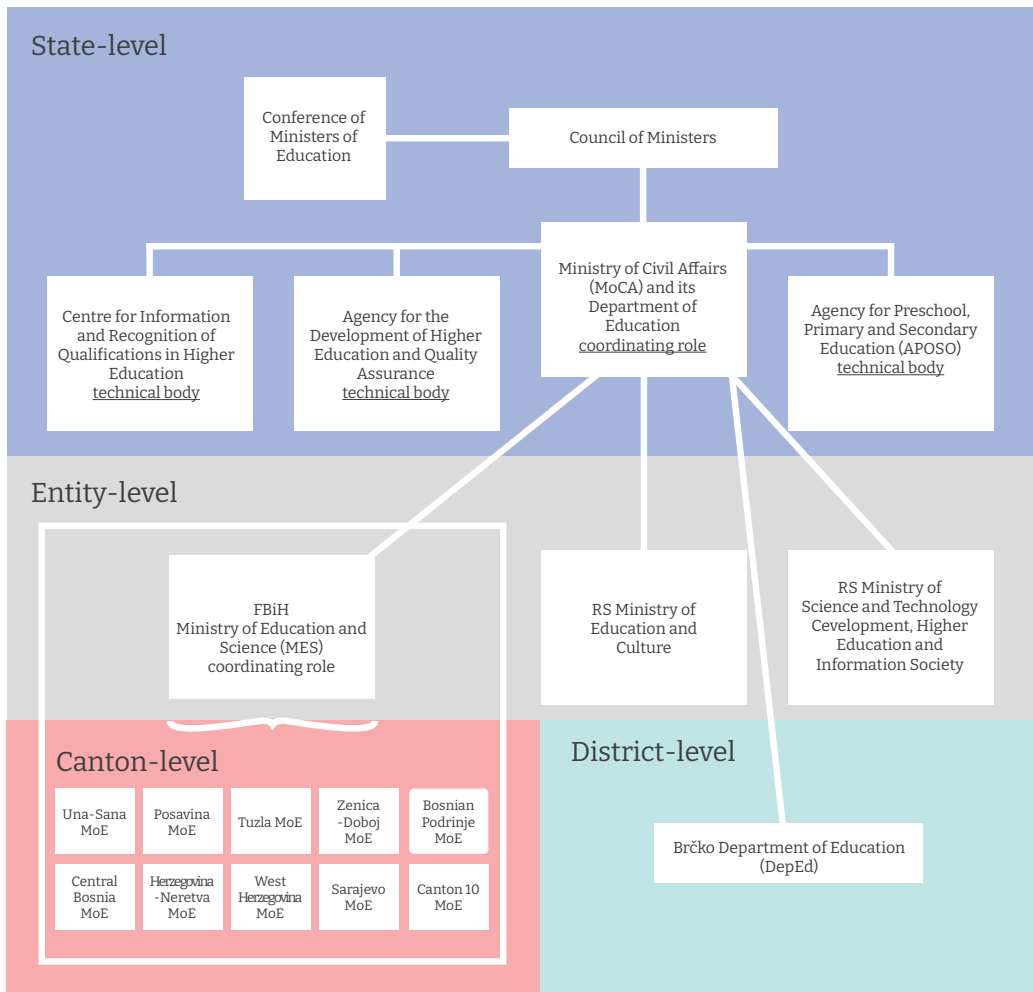 State-level
Conference of
Ministers of
Education
Council of Ministers
Ministry of Civil Affairs
(MoCA) and its
Department of
Education
coordinating role
Centre for Information
and Recognition of
Qualifications in Higher
Education
technical body
Agency for the
Development of Higher
Education and Quality
Assurance
technical body
Agency for Preschool,
Primary and Secondary
Education (APOSO)
technical body
Entity-level
FBiH
Ministry of Education and
Science (MES)
coordinating role
RS Ministry of
Education and
Culture
RS Ministry of
Science and Technology
Cevelopment, Higher
Education and
Information Society
Canton-level
Una-Sana
MoE
Posavina
MoE
Tuzla MoE
Zenica
-Doboj
MoE
Bosnian
Podrinje
MoE
Central
Bosnia
MoE
Herzegovina
-Neretva
MoE
West
Herzegovina
MoE
Sarajevo
MoE
Canton 10
MoE
District-level
Brčko Department of Education
(DepEd)